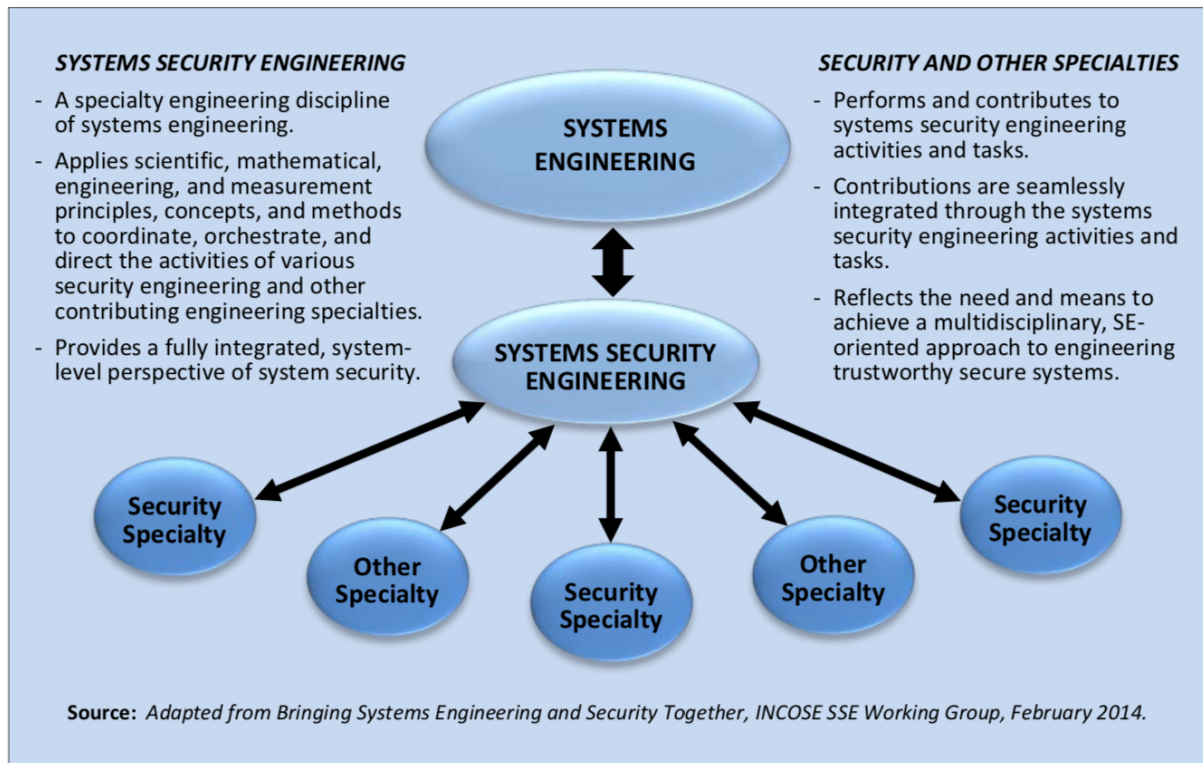 SYSTEMS SECURITY ENGINEERING
- A specialty engineering discipline
of systems engineering.
- Applies scientific, mathematical,
engineering, and measurement
principles, concepts, and methods
to coordinate, orchestrate, and
direct the activities of various
security engineering and other
contributing engineering specialties.
- Provides a fully integrated, system-
level perspective of system security.
SYSTEMS
ENGINEERING
SYSTEMS SECURITY
ENGINEERING
SECURITY AND OTHER SPECIALTIES
- Performs and contributes to
systems security engineering
activities and tasks.
- Contributions are seamlessly
integrated through the systems
security engineering activities and
tasks.
- Reflects the need and means to
achieve a multidisciplinary, SE-
oriented approach to engineering
trustworthy secure systems.
Security
Specialty
Other
Specialty
Security
Specialty
Other
Specialty
Security
Specialty
Source: Adapted from Bringing Systems Engineering and Security Together, INCOSE SSE Working Group, February 2014.